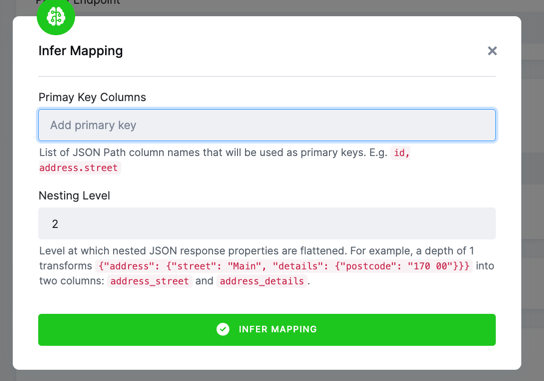 Endpoint
Infer Mapping
Primay Key Columns
Add primary key
List of JSON Path column names that will be used as primary keys. E.g. id,
address.street
Nesting Level
2
Level at which nested JSON response properties are flattened. For example, a depth of 1
transforms {"address": {"street": "Main", "details": {"postcode": "170 00"}}} into
two columns: address_street and address_details.
INFER MAPPING